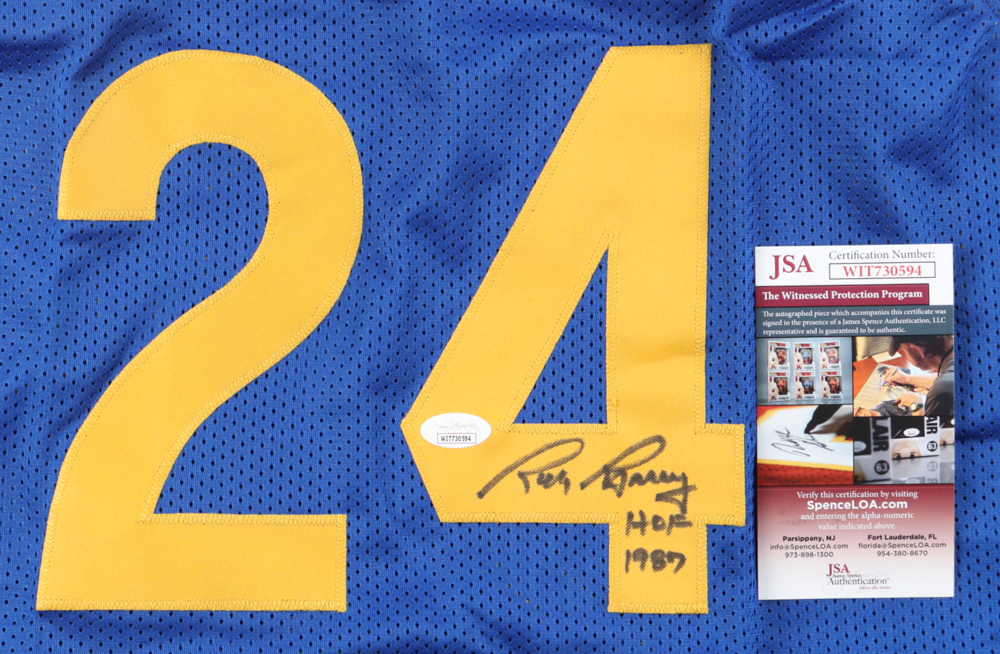 24
WIT730594
Rick Barry
HOF
1987
JSA
Certification Number:
WIT730594
The Witnessed Protection Program
The autographed piece which accompanies this certificate was
signed in the presence of a James Spence Authentication, LLC
representative and is guaranteed to be authentic.
Verify this certification by visiting
SpenceLOA.com
and entering the alpha-numeric
value indicated above.
Parsippany, NJ
info@SpenceLOA.com
973-898-1300
Fort Lauderdale, FL
florida@SpenceLOA.com
954-380-8670
JSA
James Spence
Authentication